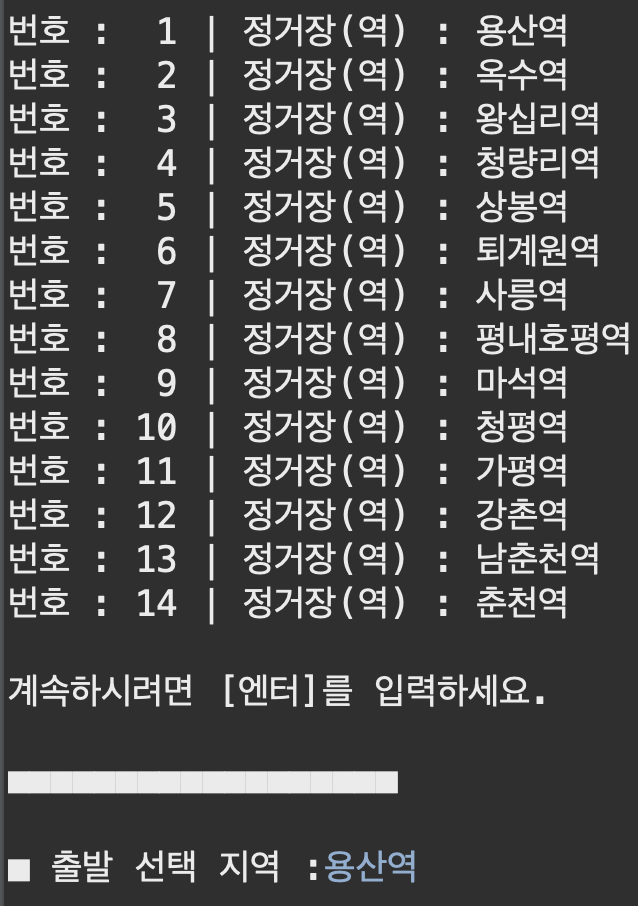 번호 :  1 | 정거장(역) : 용산역
번호 :  2 | 정거장(역) : 옥수역
번호 :  3 | 정거장(역) : 왕십리역
번호 :  4 | 정거장(역) : 청량리역
번호 :  5 | 정거장(역) : 상봉역
번호 :  6 | 정거장(역) : 퇴계원역
번호 :  7 | 정거장(역) : 사릉역
번호 :  8 | 정거장(역) : 평내호평역
번호 :  9 | 정거장(역) : 마석역
번호 : 10 | 정거장(역) : 청평역
번호 : 11 | 정거장(역) : 가평역
번호 : 12 | 정거장(역) : 강촌역
번호 : 13 | 정거장(역) : 남춘천역
번호 : 14 | 정거장(역) : 춘천역
계속하시려면 [엔터]를 입력하세요.
■ 출발 선택 지역 :용산역